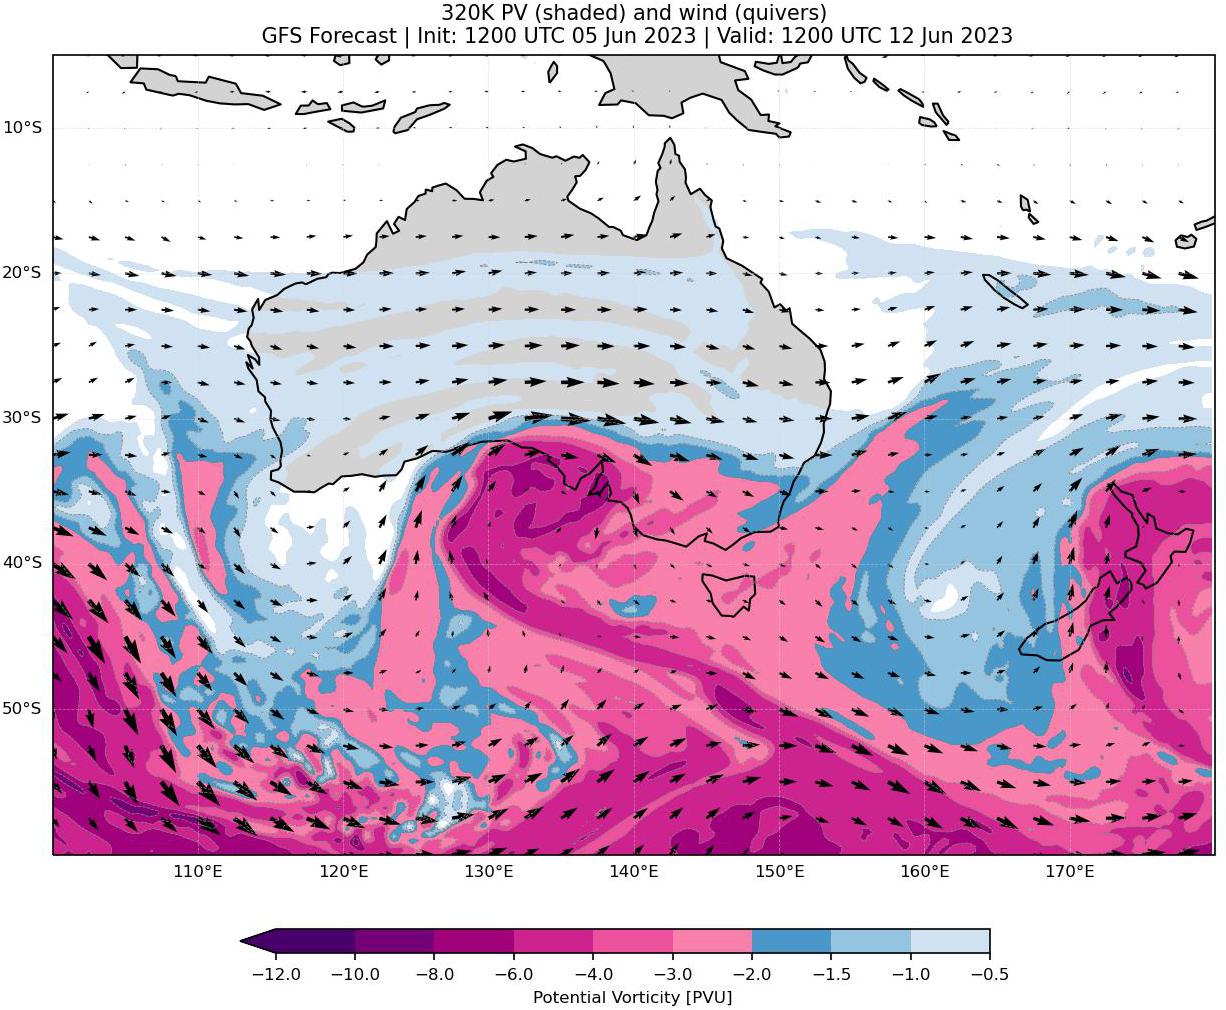 320K PV (shaded) and wind (quivers)
GFS Forecast | Init: 1200 UTC 05 Jun 2023 | Valid: 1200 UTC 12 Jun 2023
10°S
20°S
30°S
40°S
50°S
110°E 120°E 130°E 140°E 150°E 160°E 170°E
−12.0 −10.0 −8.0 −6.0 −4.0 −3.0 −2.0 −1.5 −1.0 −0.5
Potential Vorticity [PVU]